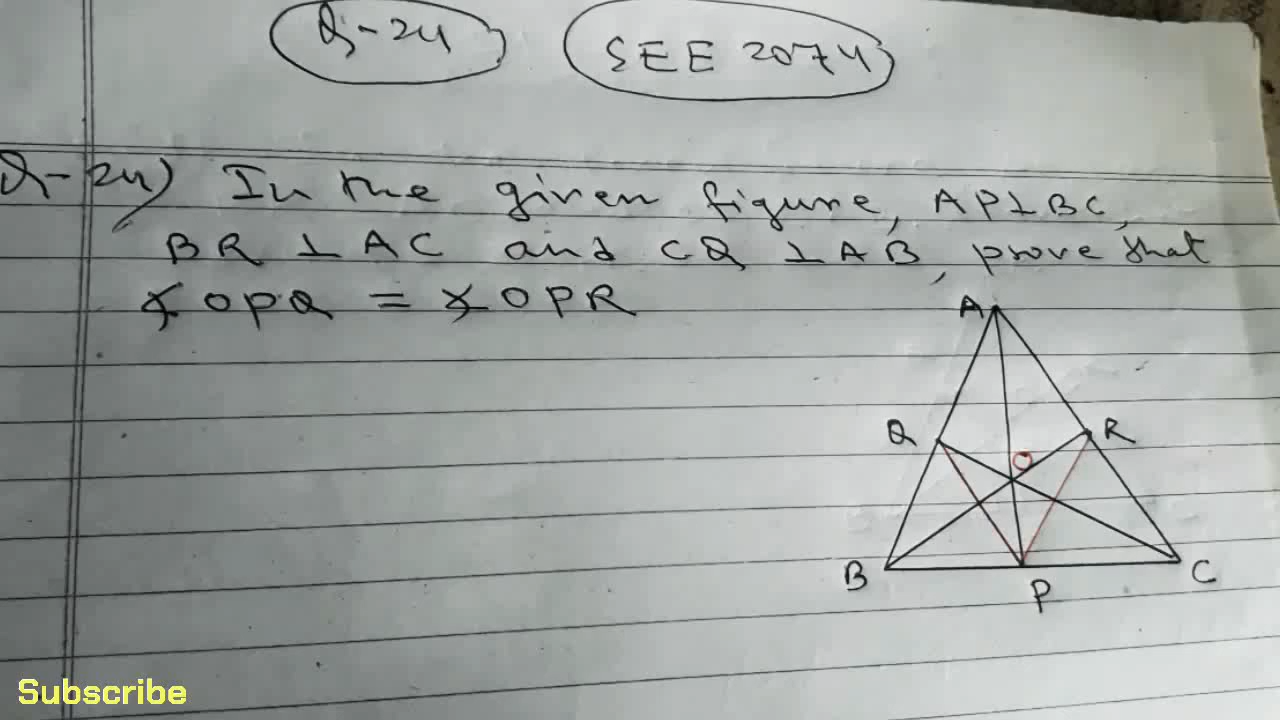 Q-24
SEE 2074
Q-24) In the given figure, AP⊥BC,
BR ⊥ AC and CQ ⊥ AB, prove that
∡OPQ = ∡OPR
A
Q
R
O
B
C
P
Subscribe